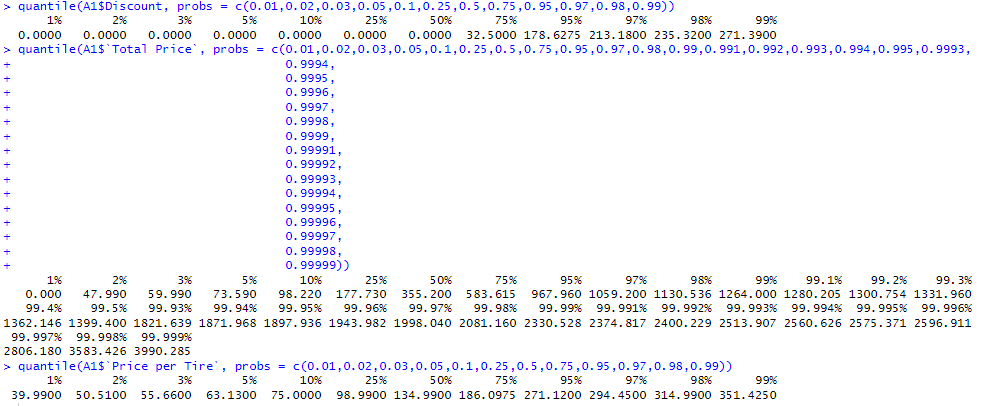 > quantile(A1$Discount, probs = c(0.01,0.02,0.03,0.05,0.1,0.25,0.5,0.75,0.95,0.97,0.98,0.99))
1% 2% 3% 5% 10% 25% 50% 75% 95% 97% 98% 99%
0.0000 0.0000 0.0000 0.0000 0.0000 0.0000 0.0000 32.5000 178.6275 213.1800 235.3200 271.3900
> quantile(A1$`Total Price`, probs = c(0.01,0.02,0.03,0.05,0.1,0.25,0.5,0.75,0.95,0.97,0.98,0.99,0.991,0.992,0.993,0.994,0.995,0.9993,
+ 0.9994,
+ 0.9995,
+ 0.9996,
+ 0.9997,
+ 0.9998,
+ 0.9999,
+ 0.99991,
+ 0.99992,
+ 0.99993,
+ 0.99994,
+ 0.99995,
+ 0.99996,
+ 0.99997,
+ 0.99998,
+ 0.99999))
1% 2% 3% 5% 10% 25% 50% 75% 95% 97% 98% 99% 99.1% 99.2% 99.3%
0.000 47.990 59.990 73.590 98.220 177.730 355.200 583.615 967.960 1059.200 1130.536 1264.000 1280.205 1300.754 1331.960
99.4% 99.5% 99.93% 99.94% 99.95% 99.96% 99.97% 99.98% 99.99% 99.991% 99.992% 99.993% 99.994% 99.995% 99.996%
1362.146 1399.400 1821.639 1871.968 1897.936 1943.982 1998.040 2081.160 2330.528 2374.817 2400.229 2513.907 2560.626 2575.371 2596.911
99.997% 99.998% 99.999%
2806.180 3583.426 3990.285
> quantile(A1$`Price per Tire`, probs = c(0.01,0.02,0.03,0.05,0.1,0.25,0.5,0.75,0.95,0.97,0.98,0.99))
1% 2% 3% 5% 10% 25% 50% 75% 95% 97% 98% 99%
39.9900 50.5100 55.6600 63.1300 75.0000 98.9900 134.9900 186.0975 271.1200 294.4500 314.9900 351.4250